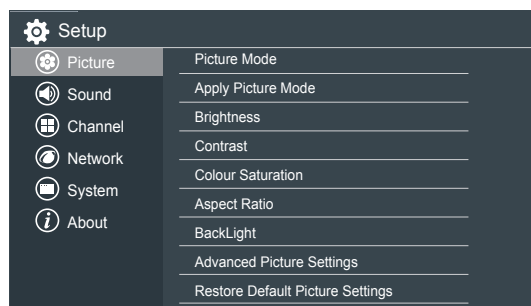 Setup
Picture
Sound
Channel
Network
System
About
Picture Mode
Apply Picture Mode
Brightness
Contrast
Colour Saturation
Aspect Ratio
BackLight
Advanced Picture Settings
Restore Default Picture Settings